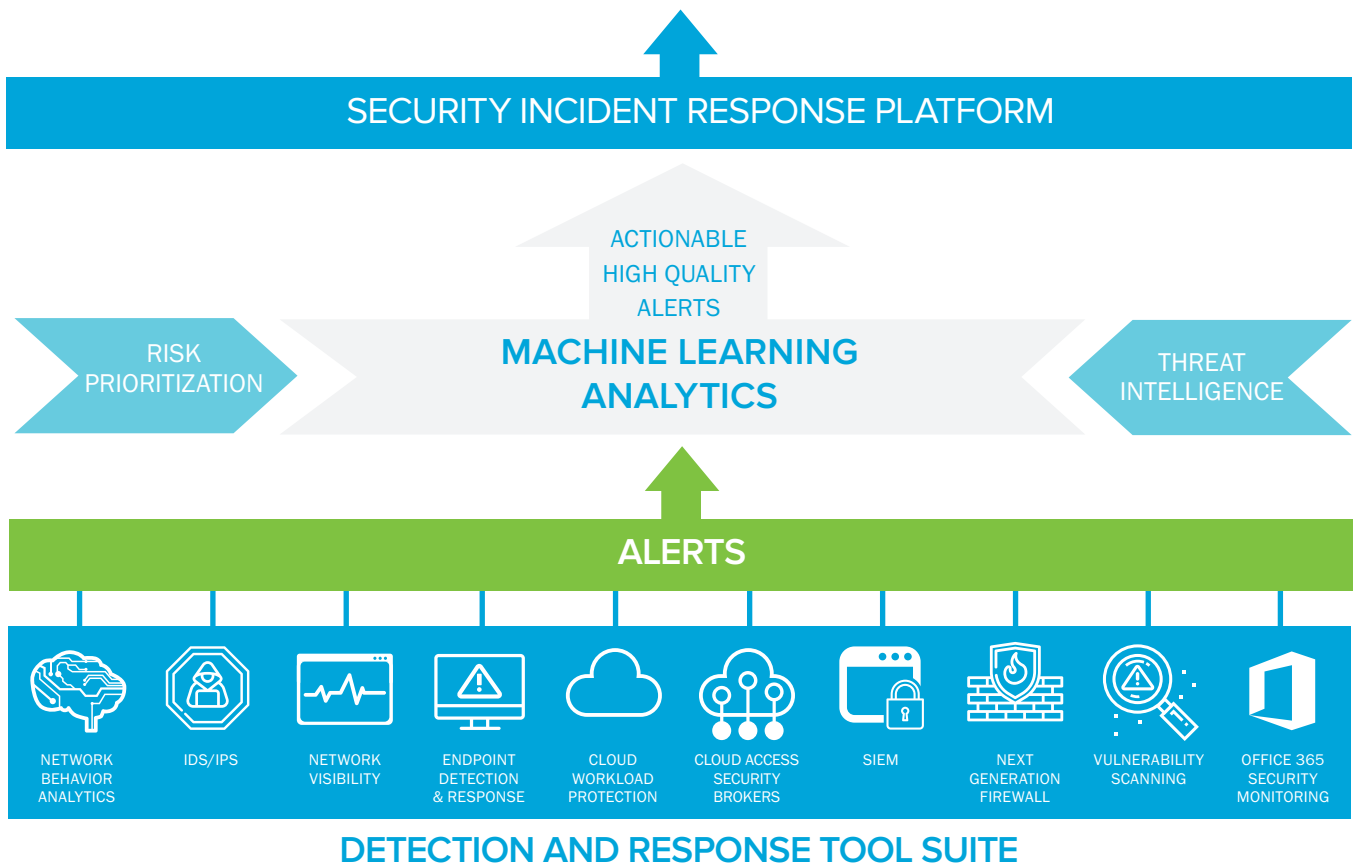 SECURITY INCIDENT RESPONSE PLATFORM
ACTIONABLE
HIGH QUALITY
ALERTS
RISK
PRIORITIZATION
MACHINE LEARNING
ANALYTICS
THREAT
INTELLIGENCE
ALERTS
NETWORK
BEHAVIOR
ANALYTICS
IDS/IPS
NETWORK
VISIBILITY
ENDPOINT
DETECTION
& RESPONSE
CLOUD
WORKLOAD
PROTECTION
CLOUD ACCESS
SECURITY
BROKERS
SIEM
NEXT
GENERATION
FIREWALL
VULNERABILITY
SCANNING
OFFICE 365
SECURITY
MONITORING
DETECTION AND RESPONSE TOOL SUITE